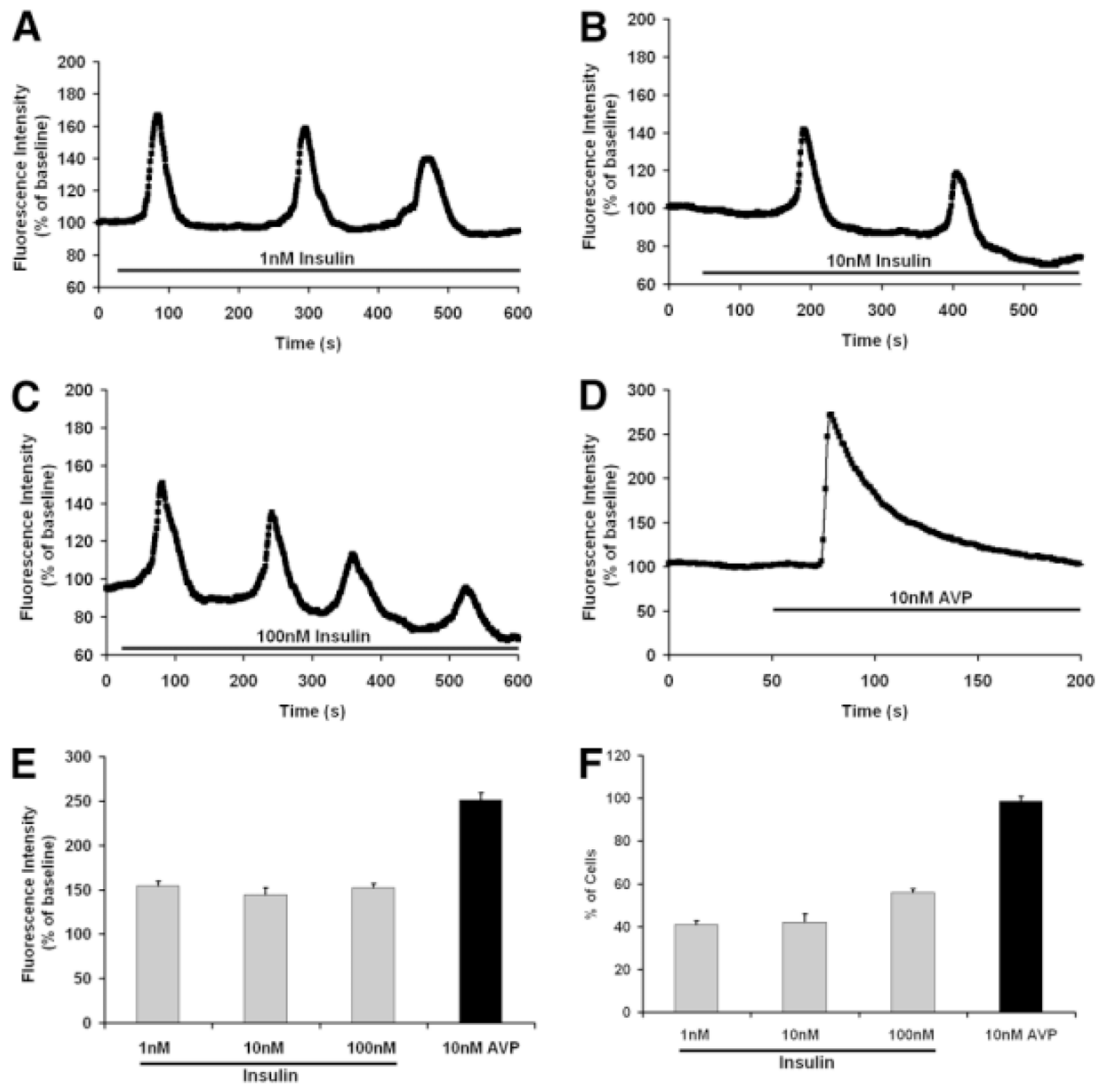 A
Fluorescence Intensity
(% of baseline)
200
180
160
140
120
100
80
60
1nM Insulin
0 100 200 300 400 500 600
Time (s)
B
Fluorescence Intensity
(% of baseline)
200
180
160
140
120
100
80
60
10nM Insulin
0 100 200 300 400 500
Time (s)
C
Fluorescence Intensity
(% of baseline)
200
180
160
140
120
100
80
60
100nM Insulin
0 100 200 300 400 500 600
Time (s)
D
Fluorescence Intensity
(% of baseline)
300
250
200
150
100
50
0
10nM AVP
0 50 100 150 200
Time (s)
E
Fluorescence Intensity
(% of baseline)
300
250
200
150
100
50
0
1nM 10nM 100nM 10nM AVP
Insulin
F
% of Cells
120
100
80
60
40
20
0
1nM 10nM 100nM 10nM AVP
Insulin